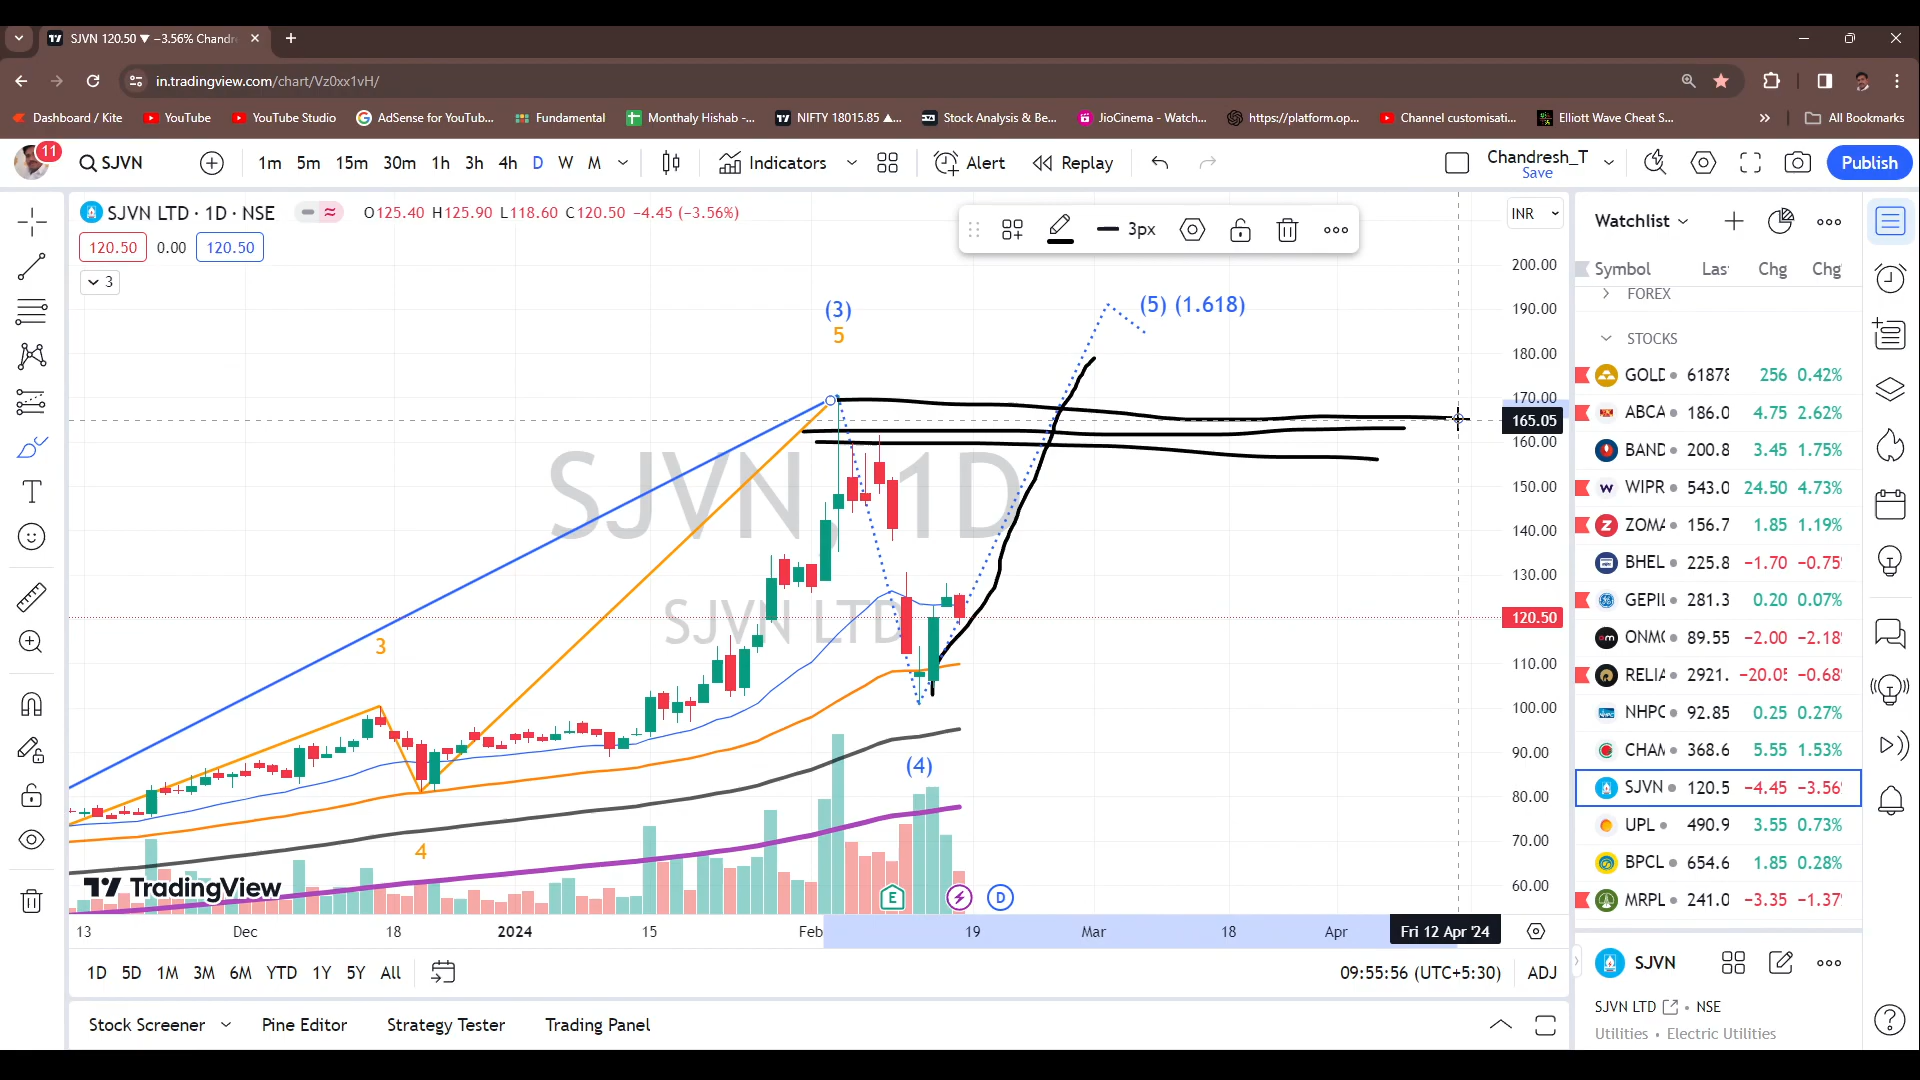 SJVN 120.50 ▼ −3.56% Chandr
in.tradingview.com/chart/Vz0xx1vH/
Dashboard / Kite YouTube YouTube Studio AdSense for YouTub... Fundamental Monthaly Hishab -... NIFTY 18015.85 ▲... Stock Analysis & Be... JioCinema - Watch... https://platform.op... Channel customisati... Elliott Wave Cheat S... » All Bookmarks
11
SJVN 1m 5m 15m 30m 1h 3h 4h D W M Indicators Alert Replay Chandresh_T Save Publish
SJVN LTD · 1D · NSE O125.40 H125.90 L118.60 C120.50 −4.45 (−3.56%)
120.50 0.00 120.50
3
3px
INR
Watchlist
Symbol Las Chg Chg
FOREX
STOCKS
GOLD 61878 256 0.42%
ABCA 186.0 4.75 2.62%
BAND 200.8 3.45 1.75%
WIPR 543.0 24.50 4.73%
ZOMA 156.7 1.85 1.19%
BHEL 225.8 −1.70 −0.75
GEPIL 281.3 0.20 0.07%
ONMO 89.55 −2.00 −2.18
RELIA 2921. −20.05 −0.68
NHPC 92.85 0.25 0.27%
CHAM 368.6 5.55 1.53%
SJVN 120.5 −4.45 −3.56
UPL 490.9 3.55 0.73%
BPCL 654.6 1.85 0.28%
MRPL 241.0 −3.35 −1.37
200.00
190.00
180.00
170.00
165.05
160.00
150.00
140.00
130.00
120.50
110.00
100.00
90.00
80.00
70.00
60.00
(3)
5
(5) (1.618)
SJVN, 1D
SJVN LTD
3
4
(4)
TradingView
E D
13 Dec 18 2024 15 Feb 19 Mar 18 Apr Fri 12 Apr '24
1D 5D 1M 3M 6M YTD 1Y 5Y All 09:55:56 (UTC+5:30) ADJ
Stock Screener Pine Editor Strategy Tester Trading Panel
SJVN
SJVN LTD • NSE
Utilities • Electric Utilities